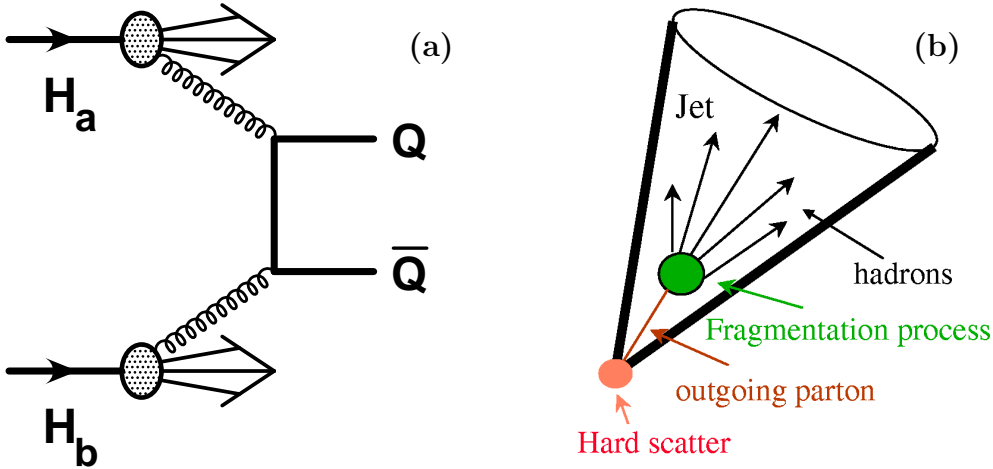 (a)
H_a
Q
Q̅
H_b
(b)
Jet
hadrons
Fragmentation process
outgoing parton
Hard scatter